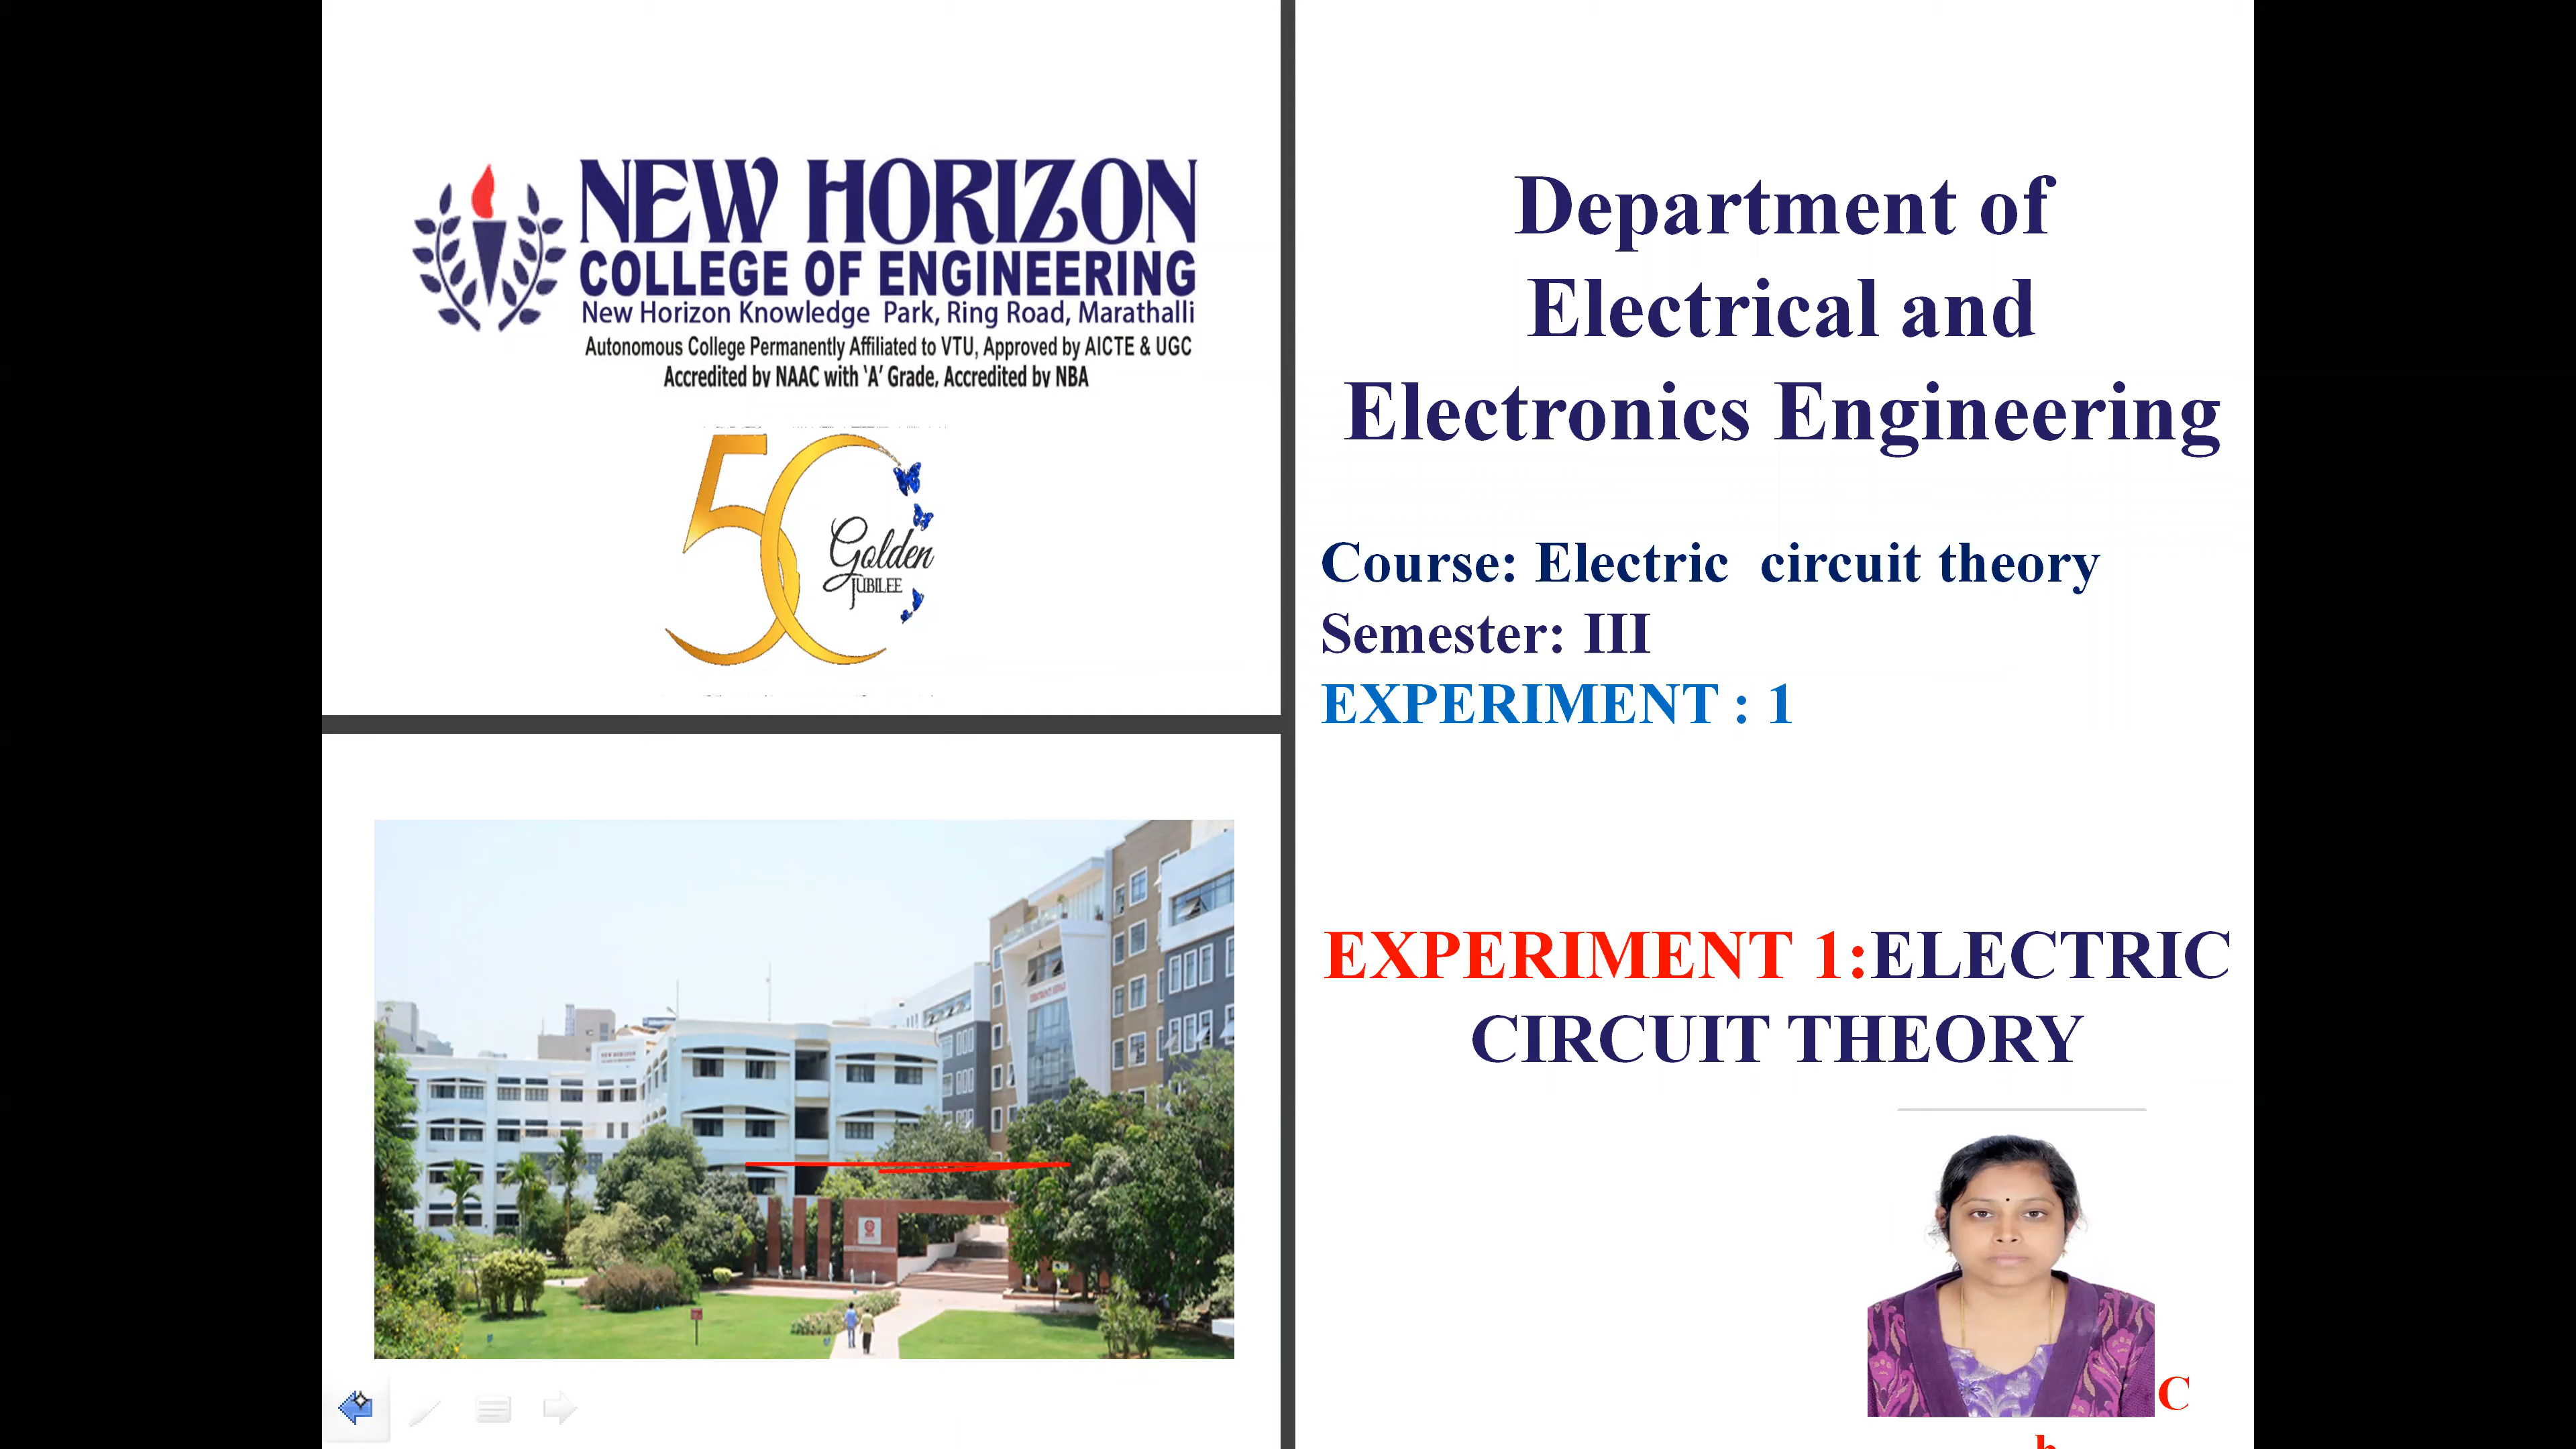 NEW HORIZON
COLLEGE OF ENGINEERING
New Horizon Knowledge Park, Ring Road, Marathalli
Autonomous College Permanently Affiliated to VTU, Approved by AICTE & UGC
Accredited by NAAC with 'A' Grade, Accredited by NBA
50
Golden
JUBILEE
Department of
Electrical and
Electronics Engineering
Course: Electric circuit theory
Semester: III
EXPERIMENT : 1
NEW HORIZON
EXPERIMENT 1:ELECTRIC
CIRCUIT THEORY
C
h